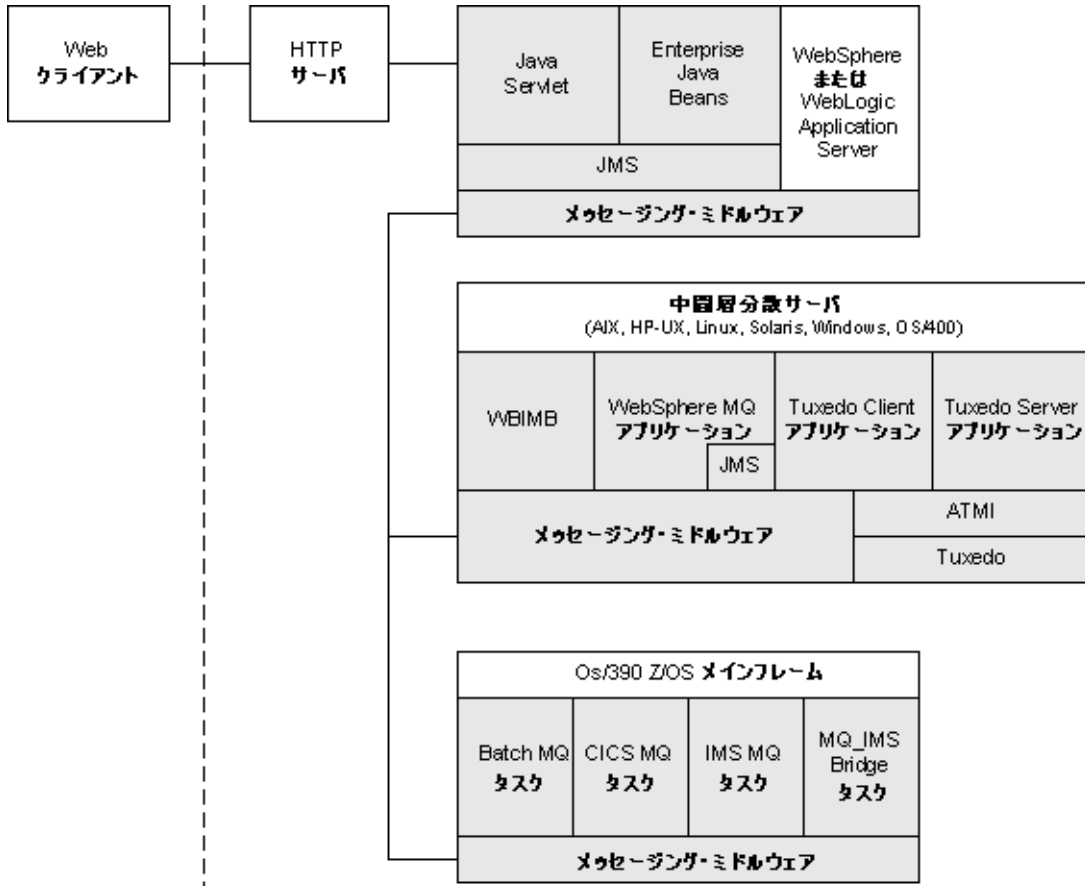 Web
クライアント
HTTP
サーバ
Java
Servlet
Enterprise
Java
Beans
WebSphere
または
WebLogic
Application
Server
JMS
メッセージング・ミドルウェア
中間層分散サーバ
(AIX, HP-UX, Linux, Solaris, Windows, OS/400)
WBIMB
WebSphere MQ
アプリケーション
JMS
Tuxedo Client
アプリケーション
Tuxedo Server
アプリケーション
メッセージング・ミドルウェア
ATMI
Tuxedo
Os/390 Z/OS メインフレーム
Batch MQ
タスク
CICS MQ
タスク
IMS MQ
タスク
MQ_IMS
Bridge
タスク
メッセージング・ミドルウェア